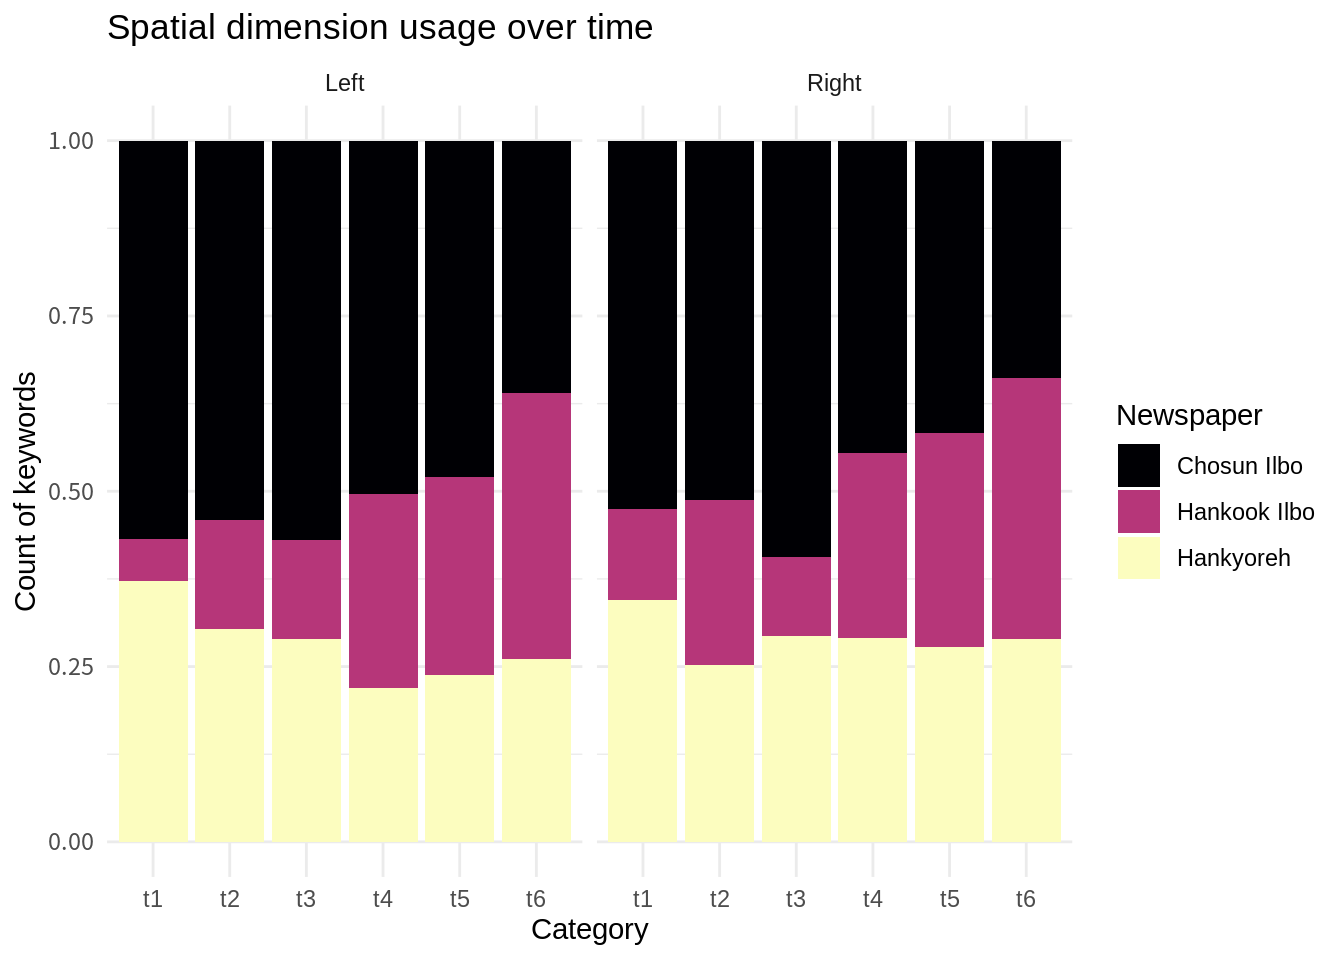 Spatial dimension usage over time
Left
Right
1.00
0.75
0.50
0.25
0.00
Count of keywords
t1 t2 t3 t4 t5 t6
t1 t2 t3 t4 t5 t6
Category
Newspaper
Chosun Ilbo
Hankook Ilbo
Hankyoreh